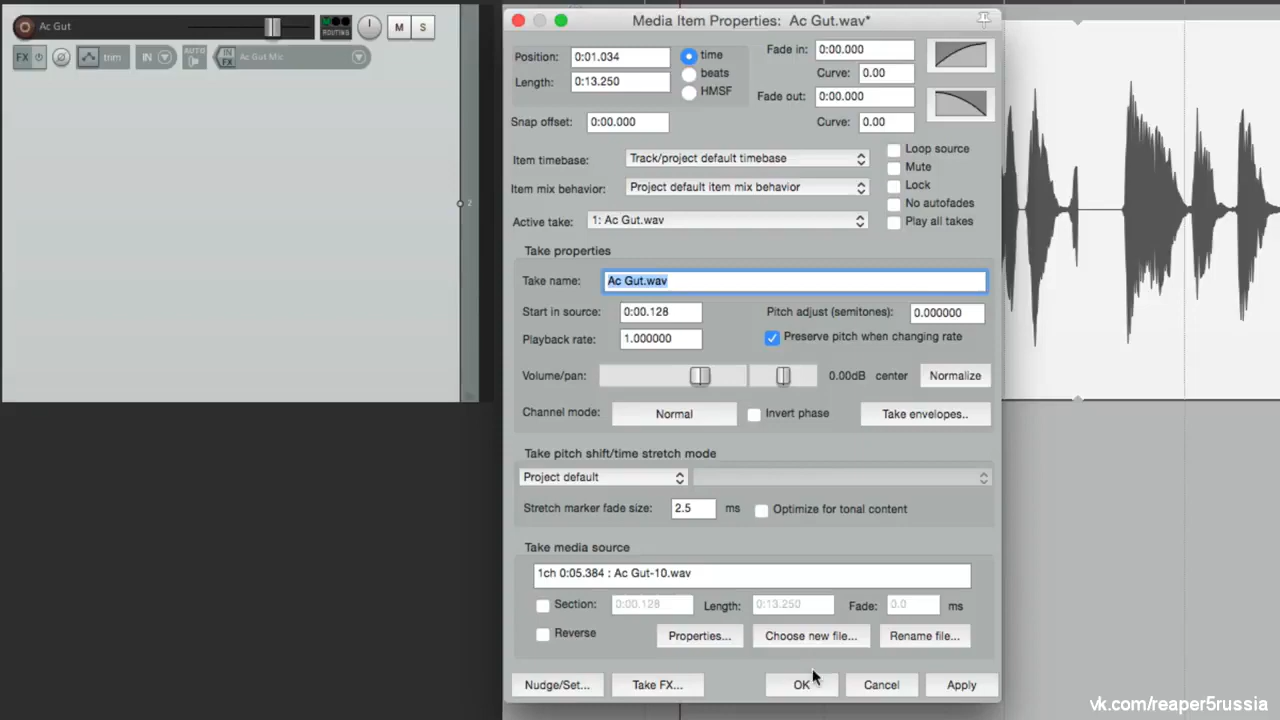 Media Item Properties: Ac Gut.wav*
Ac Gut
ROUTING
M
S
FX
trim
IN
AUTO
IN FX
Ac Gut Mic
2
Position: 0:01.034
time
Length: 0:13.250
beats
HMSF
Fade in: 0:00.000
Curve: 0.00
Fade out: 0:00.000
Curve: 0.00
Snap offset: 0:00.000
Item timebase: Track/project default timebase
Item mix behavior: Project default item mix behavior
Active take: 1: Ac Gut.wav
Loop source
Mute
Lock
No autofades
Play all takes
Take properties
Take name: Ac Gut.wav
Start in source: 0:00.128
Pitch adjust (semitones): 0.000000
Playback rate: 1.000000
Preserve pitch when changing rate
Volume/pan: 0.00dB center Normalize
Channel mode: Normal Invert phase Take envelopes..
Take pitch shift/time stretch mode
Project default
Stretch marker fade size: 2.5 ms Optimize for tonal content
Take media source
1ch 0:05.384 : Ac Gut-10.wav
Section: 0:00.128 Length: 0:13.250 Fade: 0.0 ms
Reverse Properties... Choose new file... Rename file...
Nudge/Set... Take FX... OK Cancel Apply
vk.com/reaper5russia